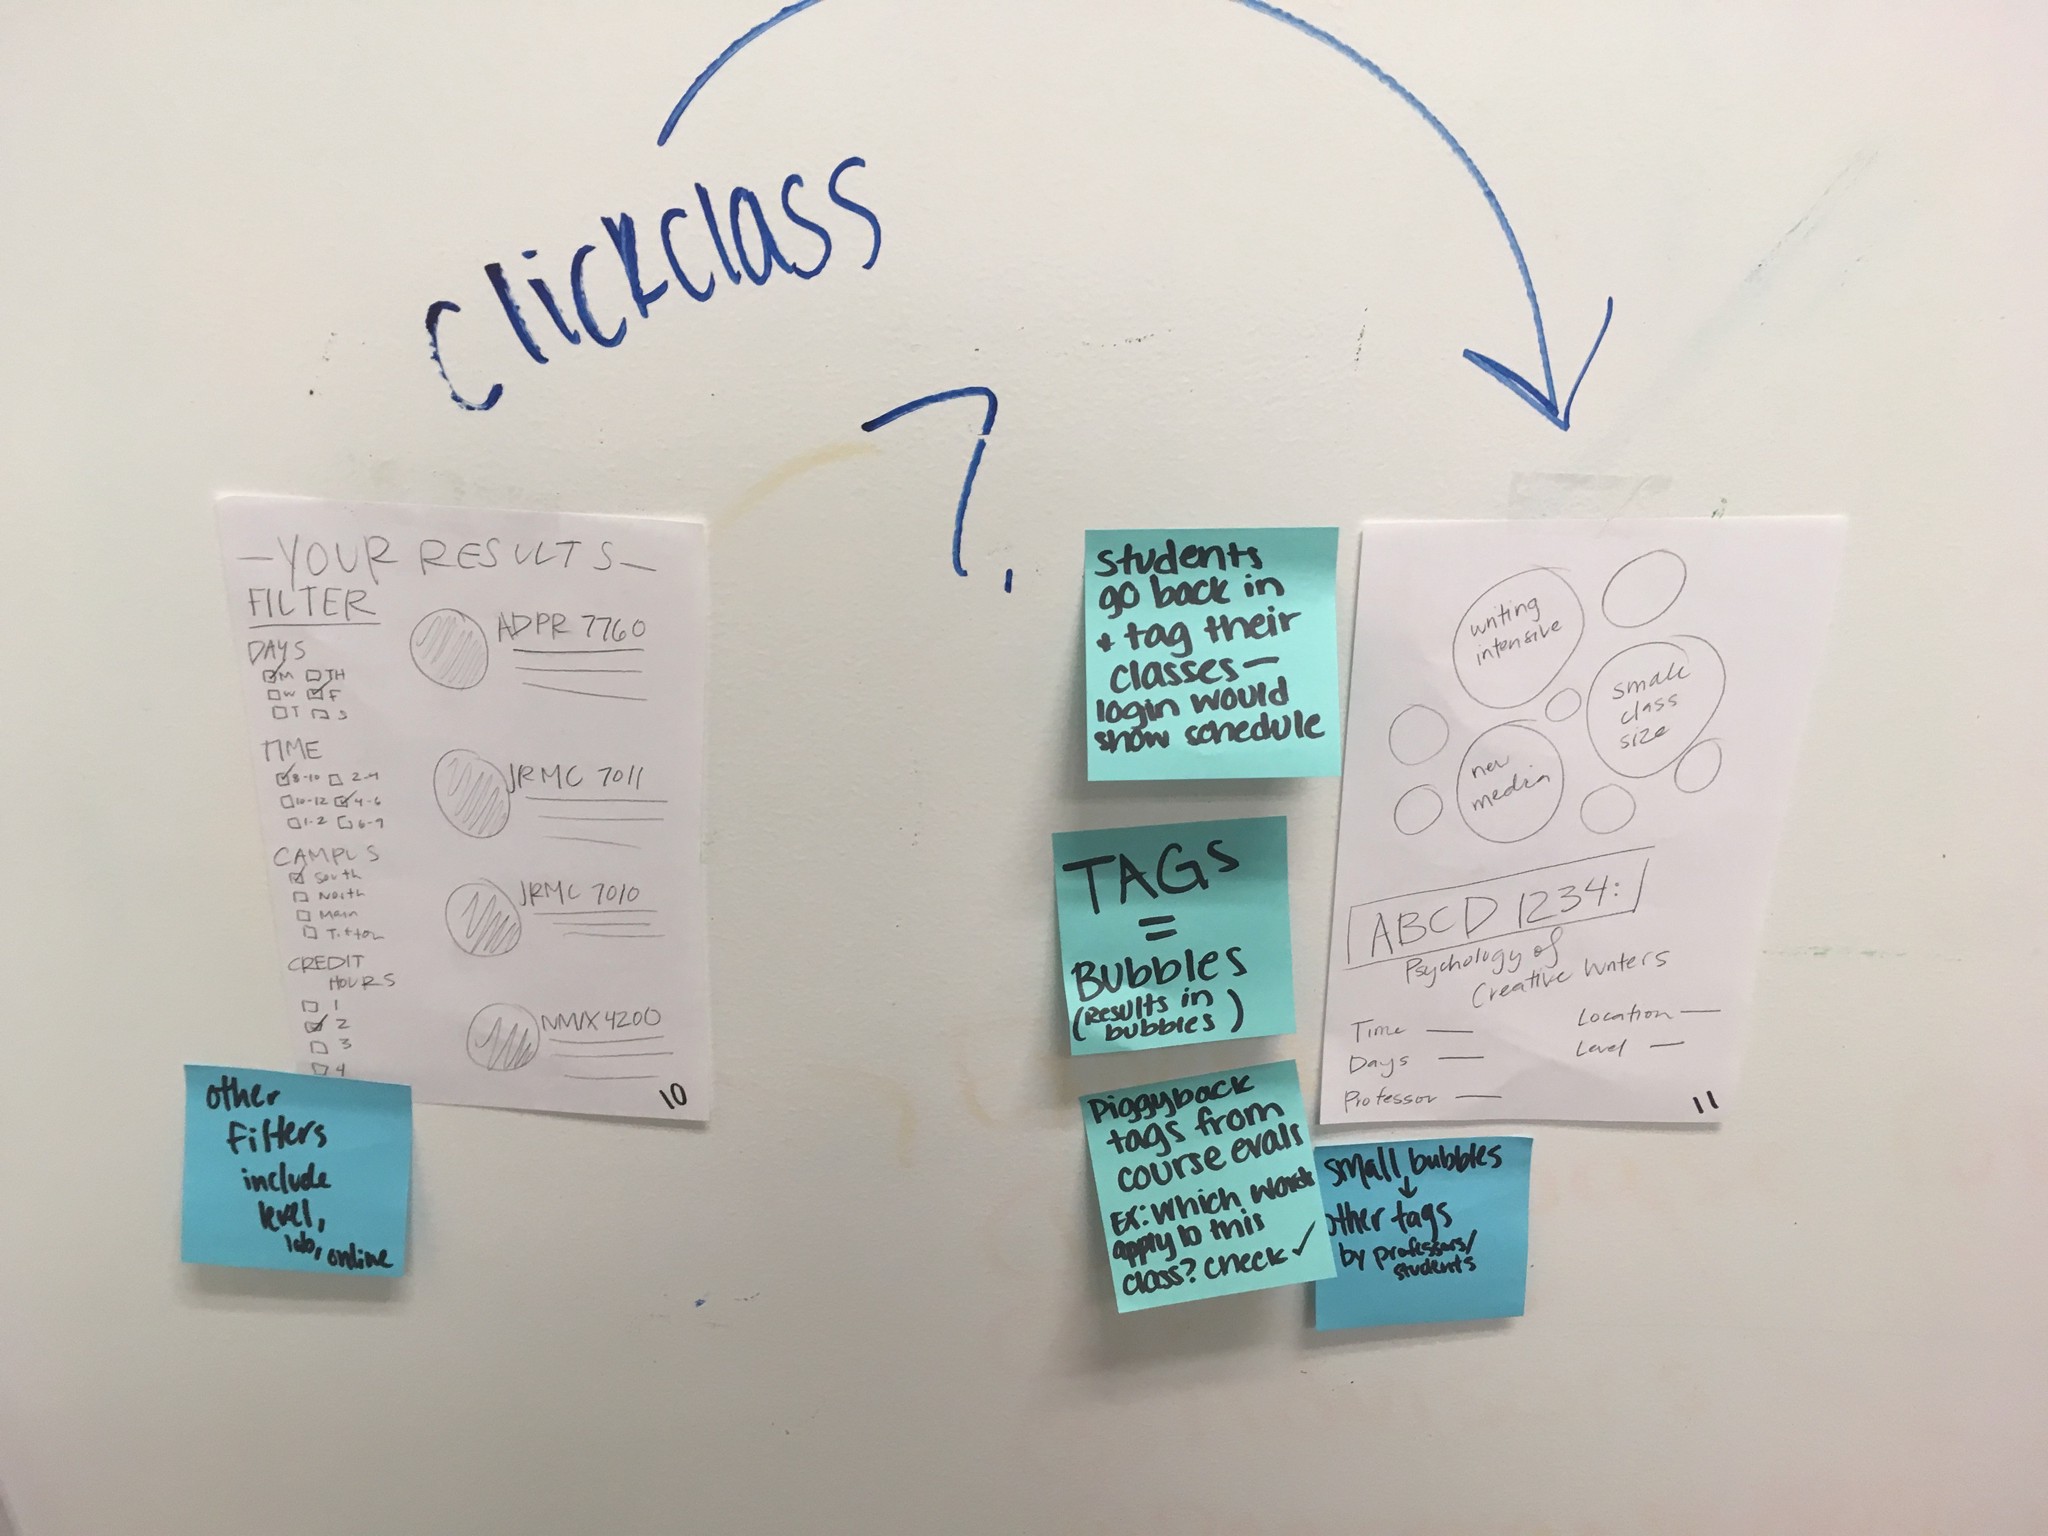 clickclass
?
— YOUR RESULTS —
FILTER
DAYS
M TH
W F
T S
TIME
8-10 2-4
10-12 4-6
1-2
CAMPUS
South
North
Main
CREDIT
HOURS
1
2
3
4
ADPR 7760
JRMC 7011
JRMC 7010
NMIX 4200
10
other
filters
include
level,
lab, online
Students
go back in
+ tag their
classes—
login would
show schedule
TAGS
=
Bubbles
(Results in
bubbles)
Piggyback
tags from
course evals
EX: Which words
apply to this
class? Check ✓
small bubbles
↓
other tags
by professors/
students
writing
intensive
small
class
size
new
media
ABCD 1234:
Psychology of
Creative Writers
Time — Location —
Days — Level —
Professor —
11